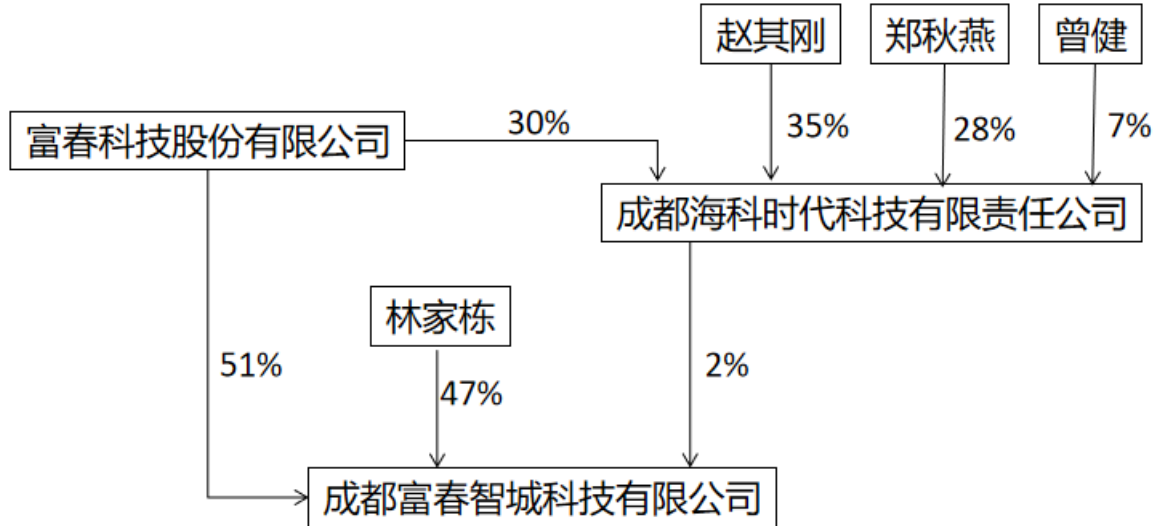 赵其刚
郑秋燕
曾健
富春科技股份有限公司
30%
35%
28%
7%
成都海科时代科技有限责任公司
林家栋
51%
47%
2%
成都富春智城科技有限公司